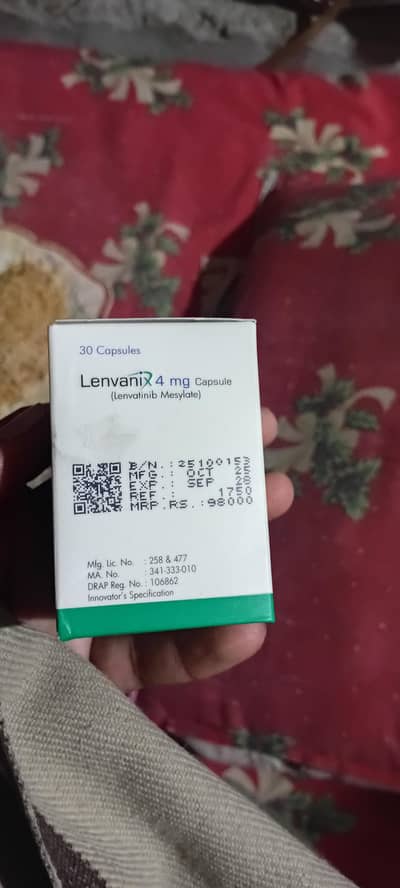 30 Capsules
Lenvanix 4 mg Capsule
(Lenvatinib Mesylate)
B/N.:25100153
MFG.: OCT 25
EXP.: SEP 28
REF.: 1750
MRP.RS.:98000
Mfg. Lic. No. : 258 & 477
MA. No. : 341-333-010
DRAP Reg. No. : 106862
Innovator's Specification